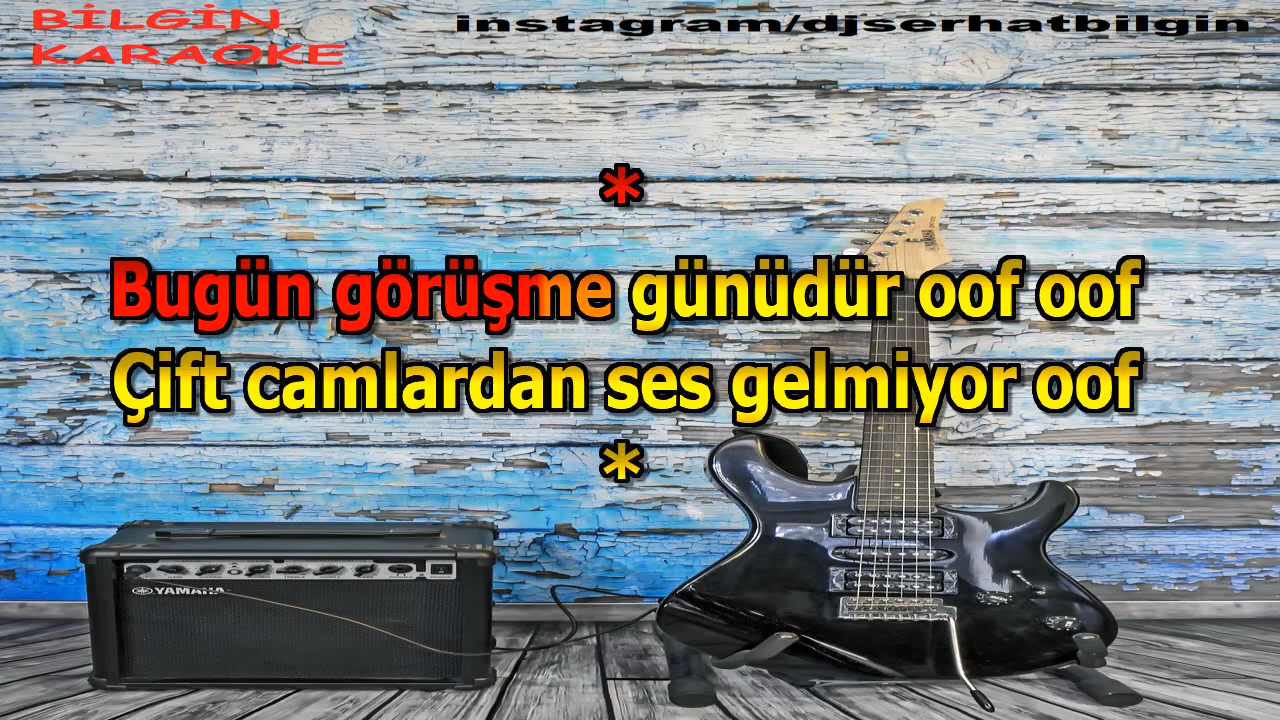 BİLGİN
KARAOKE
instagram/djserhatbilgin
*
Bugün görüşme günüdür oof oof
Çift camlardan ses gelmiyor oof
*
YAMAHA